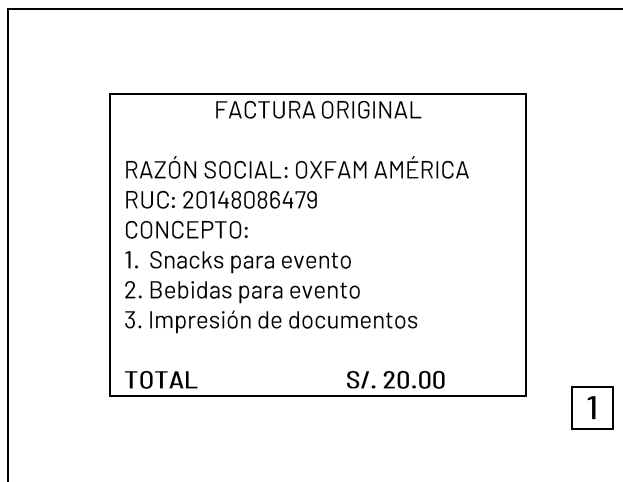 FACTURA ORIGINAL
RAZÓN SOCIAL: OXFAM AMÉRICA
RUC: 20148086479
CONCEPTO:
1. Snacks para evento
2. Bebidas para evento
3. Impresión de documentos
TOTAL S/. 20.00
1